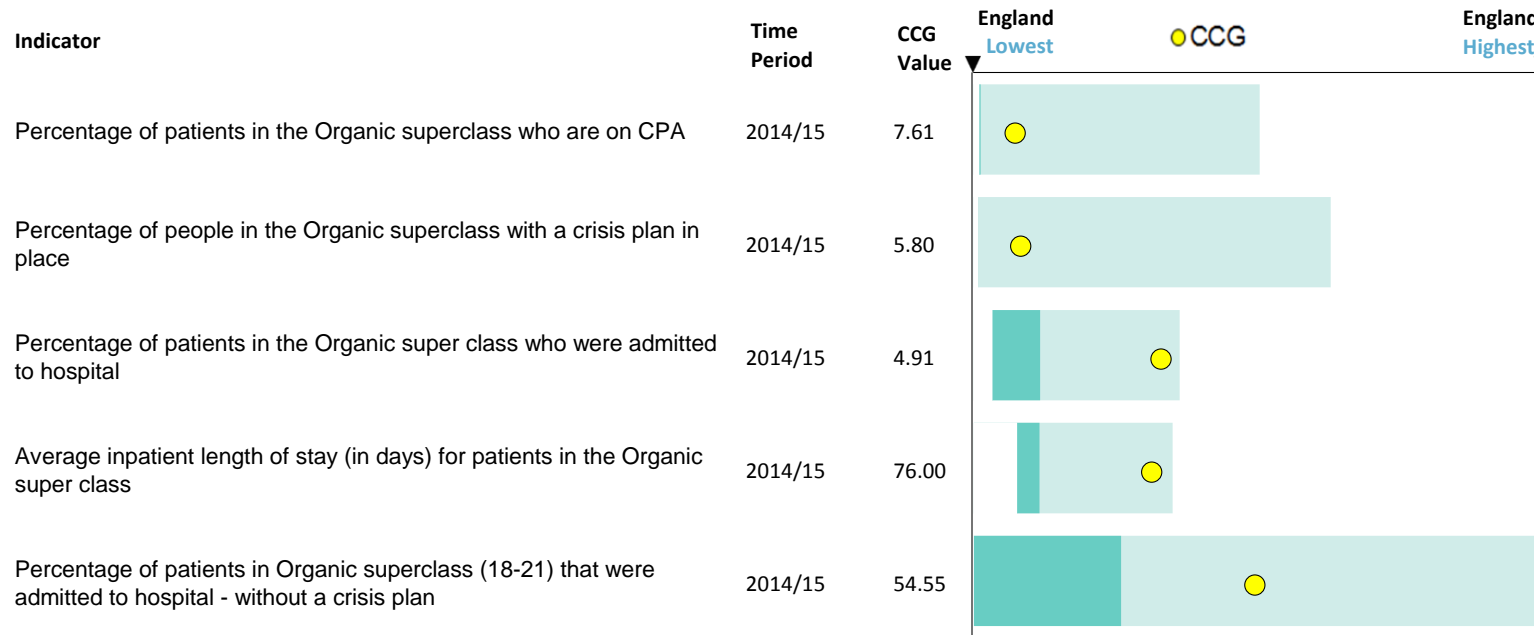 Indicator
Time Period
CCG Value
England Lowest
CCG
England Highest
Percentage of patients in the Organic superclass who are on CPA 2014/15 7.61
Percentage of people in the Organic superclass with a crisis plan in
place 2014/15 5.80
Percentage of patients in the Organic super class who were admitted
to hospital 2014/15 4.91
Average inpatient length of stay (in days) for patients in the Organic
super class 2014/15 76.00
Percentage of patients in Organic superclass (18-21) that were
admitted to hospital - without a crisis plan 2014/15 54.55